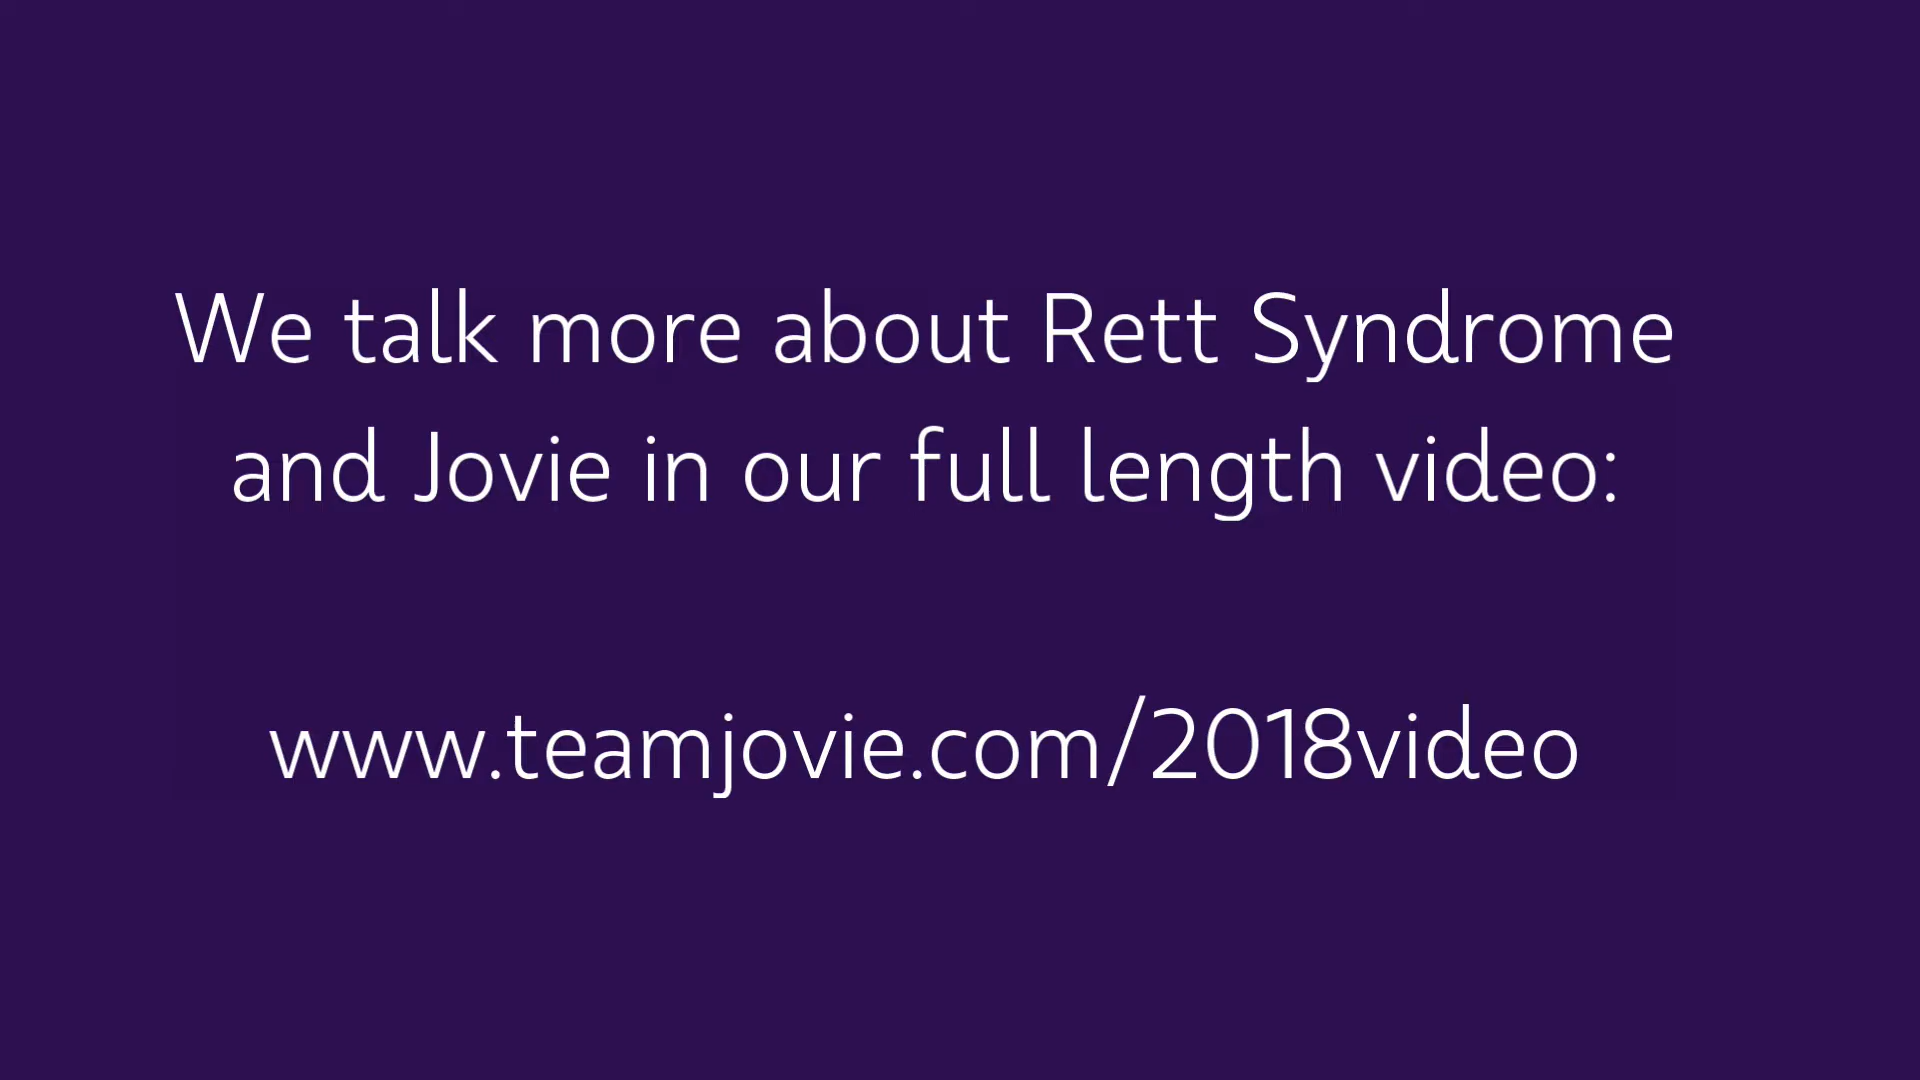 We talk more about Rett Syndrome
and Jovie in our full length video:
www.teamjovie.com/2018video